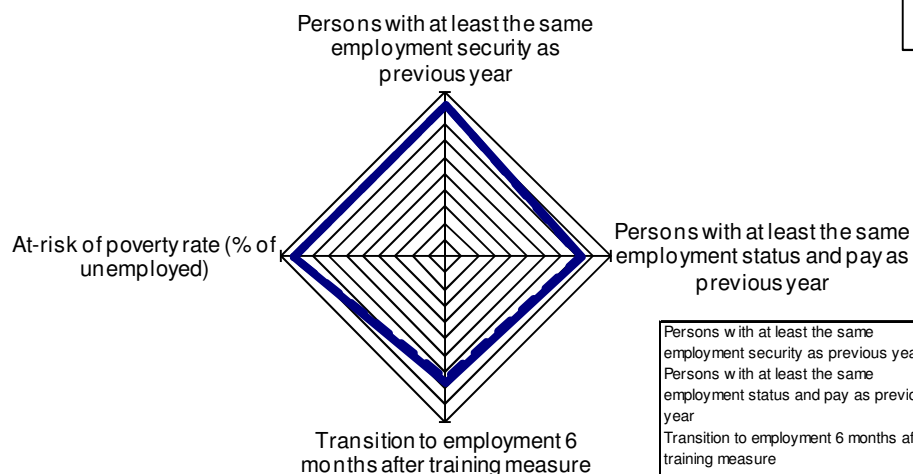 Persons with at least the same
employment security as
previous year
At-risk of poverty rate (% of
unemployed)
Persons with at least the same
employment status and pay as
previous year
Transition to employment 6
months after training measure
Persons with at least the same
employment security as previous
Persons with at least the same
employment status and pay as
year
Transition to employment 6 months
training measure